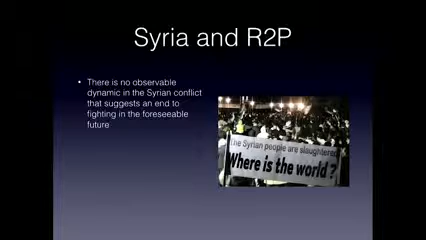 Syria and R2P
• There is no observable
dynamic in the Syrian conflict
that suggests an end to
fighting in the foreseeable
future
The Syrian people are slaughtered
Where is the world ?